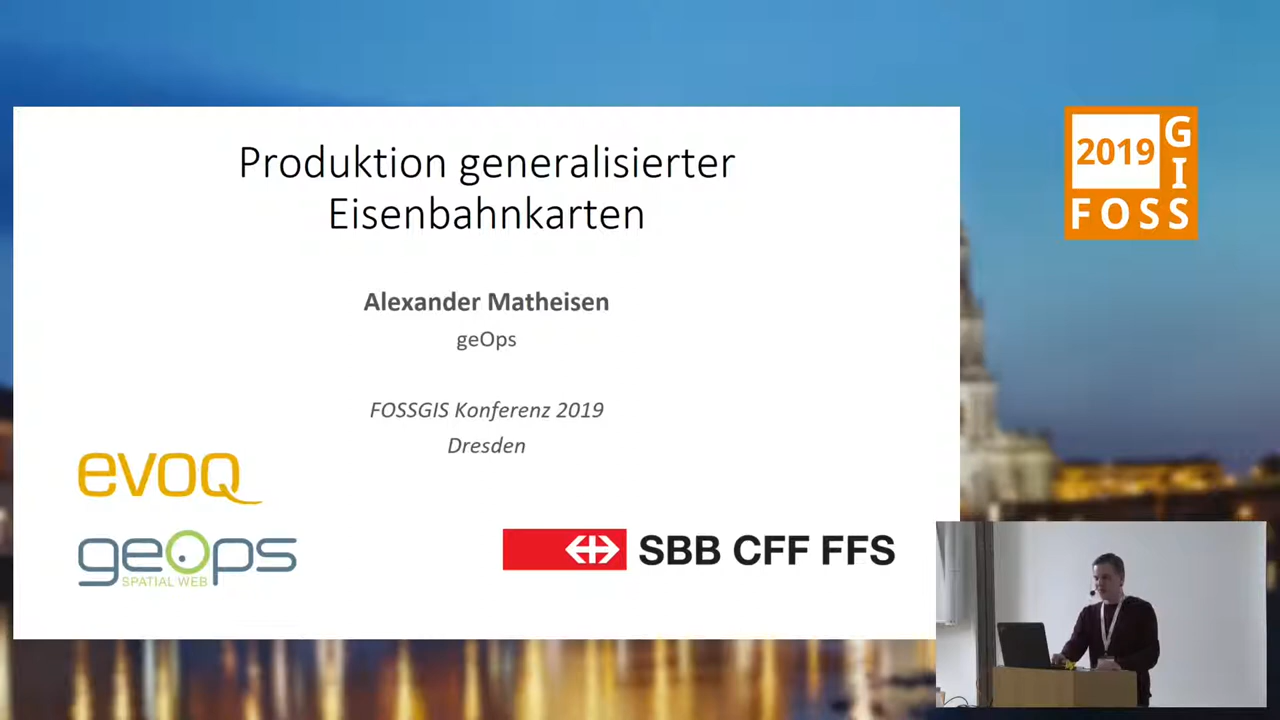 Produktion generalisierter
Eisenbahnkarten
Alexander Matheisen
geOps
FOSSGIS Konferenz 2019
Dresden
evoq
geOps
SPATIAL WEB
SBB CFF FFS
2019 G
I
FOSS